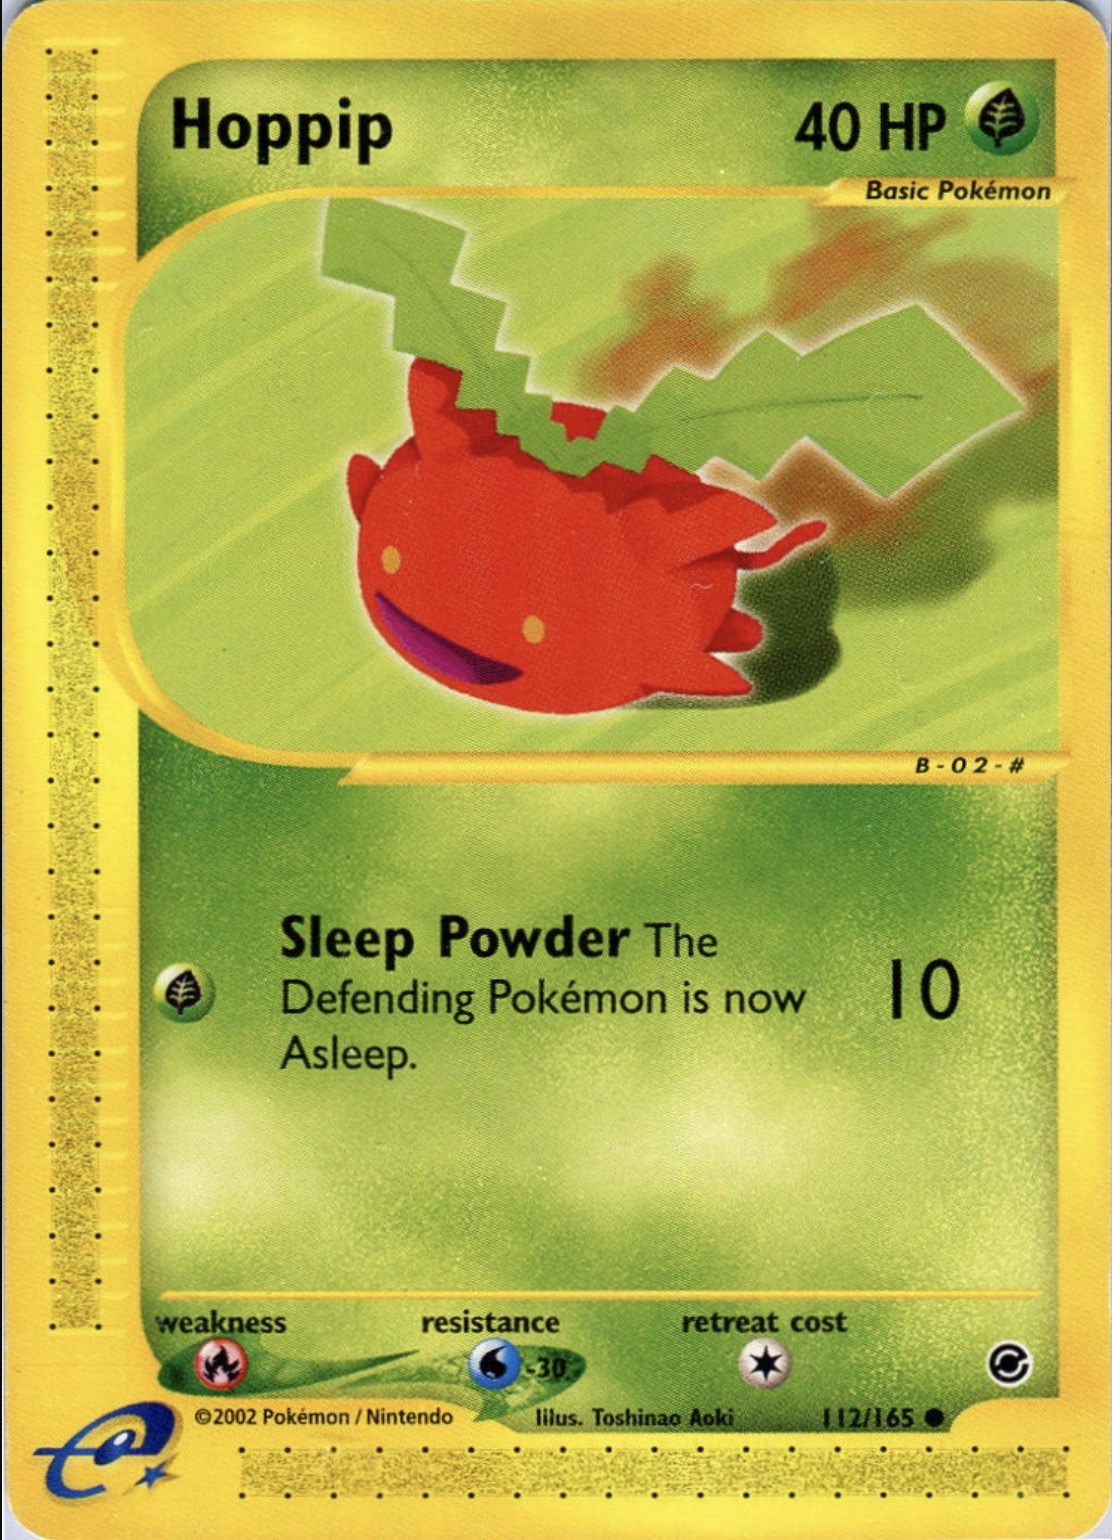 Hoppip
40 HP
Basic Pokémon
B-02-#
Sleep Powder The
Defending Pokémon is now
Asleep.
10
weakness
resistance
retreat cost
-30
©2002 Pokémon / Nintendo
Illus. Toshinao Aoki
112/165 ●
e